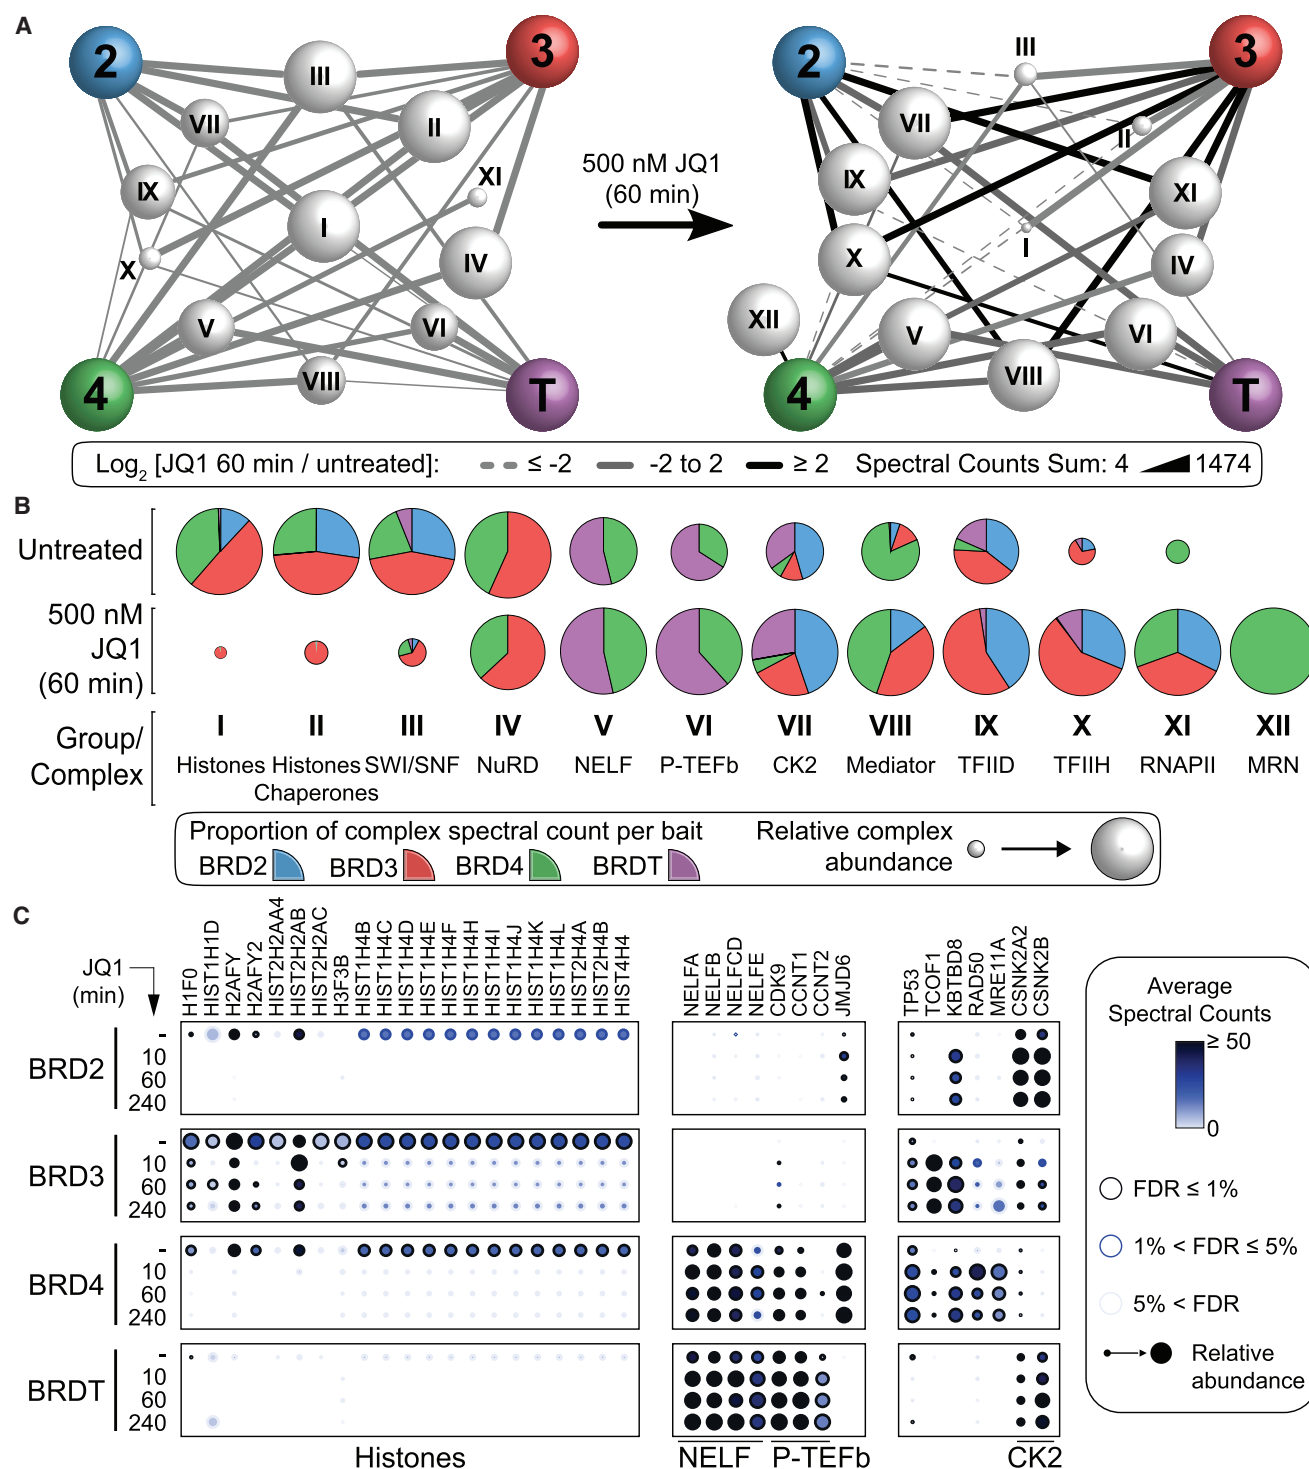 A
2
3
III
VII
II
IX
XI
I
X
IV
V
VI
VIII
4
T
500 nM JQ1
(60 min)
2
3
III
VII
II
IX
XI
I
X
IV
XII
V
VI
VIII
4
T
Log2 [JQ1 60 min / untreated]: ≤ -2 -2 to 2 ≥ 2 Spectral Counts Sum: 4 1474
B
Untreated
500 nM
JQ1
(60 min)
Group/
Complex
I II III IV V VI VII VIII IX X XI XII
Histones Histones SWI/SNF NuRD NELF P-TEFb CK2 Mediator TFIID TFIIH RNAPII MRN
Chaperones
Proportion of complex spectral count per bait
BRD2 BRD3 BRD4 BRDT
Relative complex
abundance
C
JQ1
(min)
H1F0
HIST1H1D
H2AFY
H2AFY2
HIST2H2AA4
HIST2H2AB
HIST2H2AC
H3F3B
HIST1H4B
HIST1H4C
HIST1H4D
HIST1H4E
HIST1H4F
HIST1H4H
HIST1H4I
HIST1H4J
HIST1H4K
HIST1H4L
HIST2H4A
HIST2H4B
HIST4H4
NELFA
NELFB
NELFCD
NELFE
CDK9
CCNT1
CCNT2
JMJD6
TP53
TCOF1
KBTBD8
RAD50
MRE11A
CSNK2A2
CSNK2B
BRD2
-
10
60
240
BRD3
-
10
60
240
BRD4
-
10
60
240
BRDT
-
10
60
240
Histones
NELF
P-TEFb
CK2
Average
Spectral Counts
≥ 50
0
FDR ≤ 1%
1% < FDR ≤ 5%
5% < FDR
Relative
abundance